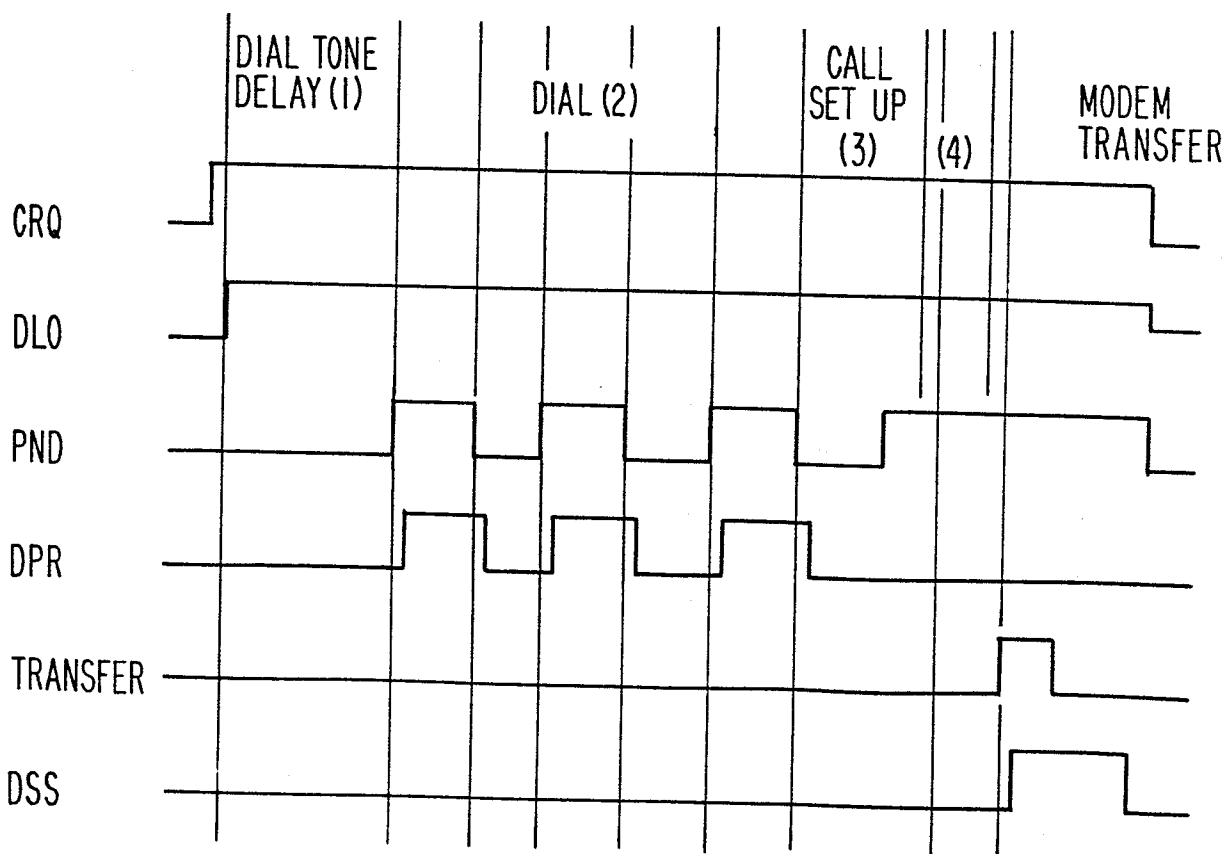 DIAL TONE
DELAY (1)
DIAL (2)
CALL
SET UP
(3)
(4)
MODEM
TRANSFER
CRQ
DLO
PND
DPR
TRANSFER
DSS